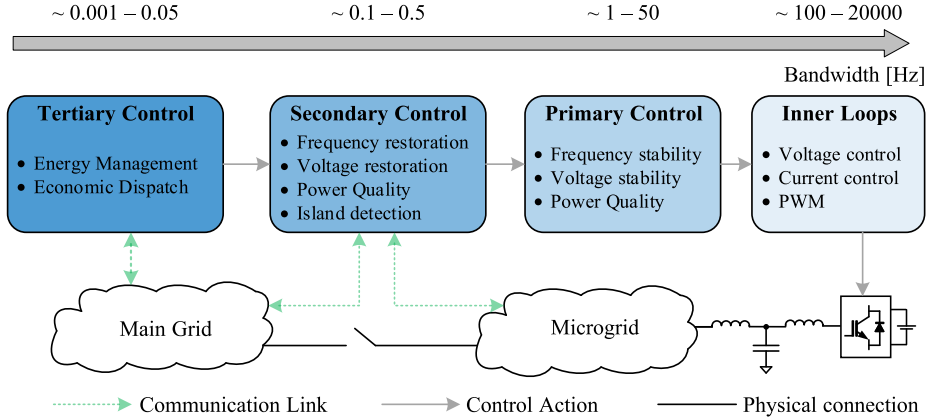 ~ 0.001 – 0.05
~ 0.1 – 0.5
~ 1 – 50
~ 100 – 20000
Bandwidth [Hz]
Tertiary Control
• Energy Management
• Economic Dispatch
Secondary Control
• Frequency restoration
• Voltage restoration
• Power Quality
• Island detection
Primary Control
• Frequency stability
• Voltage stability
• Power Quality
Inner Loops
• Voltage control
• Current control
• PWM
Main Grid
Microgrid
Communication Link
Control Action
Physical connection